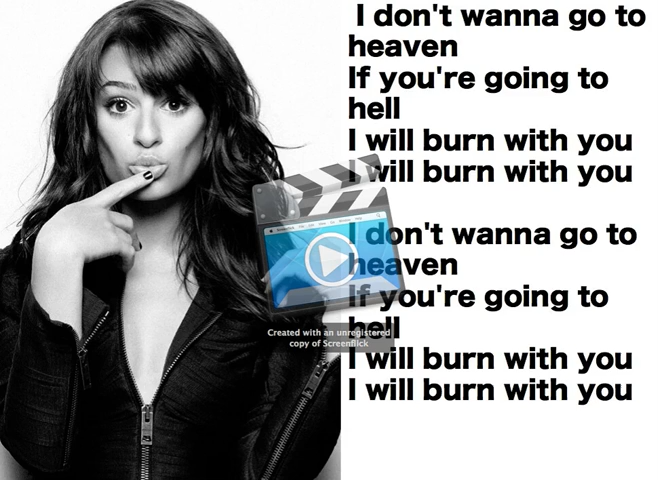 I don't wanna go to
heaven
If you're going to
hell
I will burn with you
I will burn with you
I don't wanna go to
heaven
If you're going to
hell
I will burn with you
I will burn with you
Created with an unregistered
copy of Screenflick